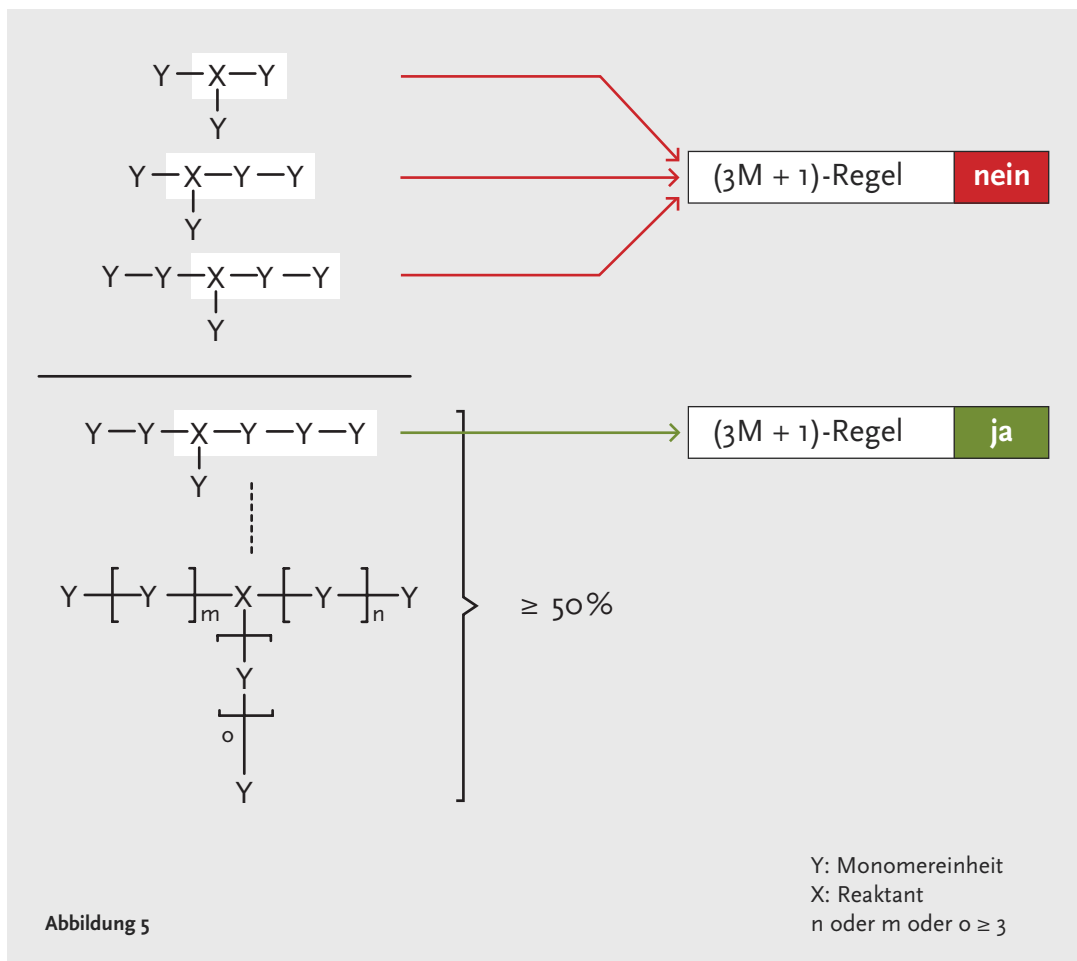 Y—X—Y
Y
(3M + 1)-Regel nein
Y—X—Y—Y
Y
Y—Y—X—Y—Y
Y
Y—Y—X—Y—Y—Y
(3M + 1)-Regel ja
Y
Y—[Y]m—X—[Y]n—Y
≥ 50%
Y
o
Y
Y: Monomereinheit
X: Reaktant
n oder m oder o ≥ 3
Abbildung 5